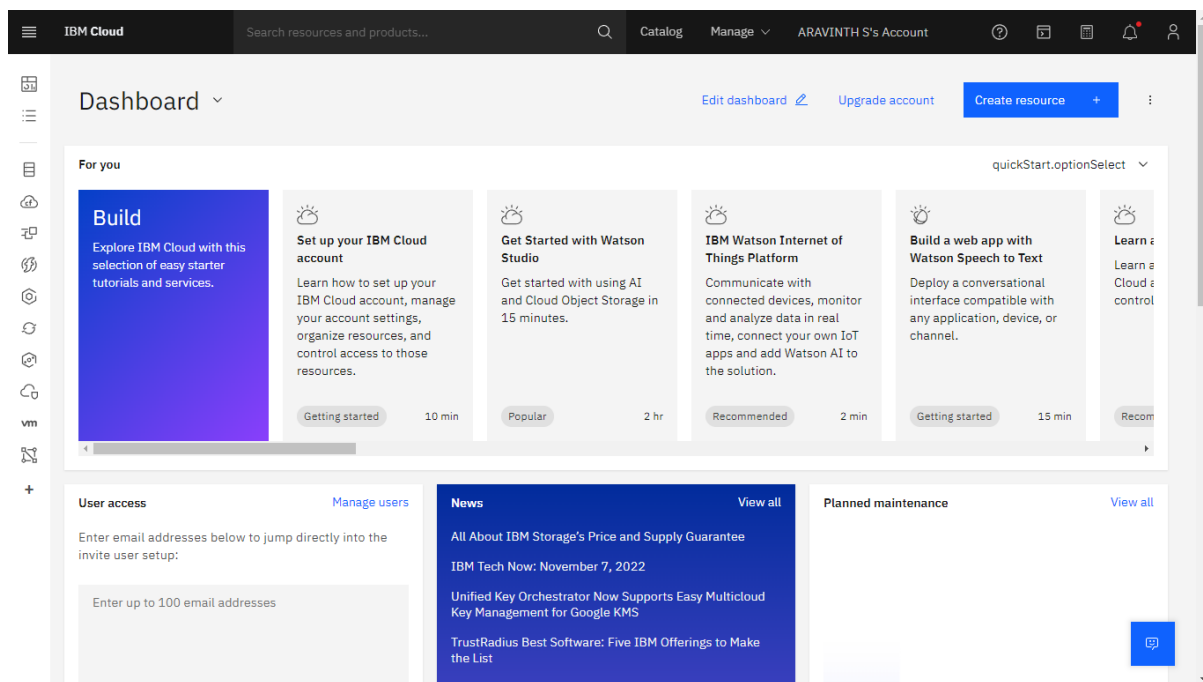 IBM Cloud
Search resources and products...
Catalog
Manage
ARAVINTH S's Account
Dashboard
Edit dashboard
Upgrade account
Create resource +
For you
quickStart.optionSelect
Build
Explore IBM Cloud with this
selection of easy starter
tutorials and services.
Set up your IBM Cloud
account
Learn how to set up your
IBM Cloud account, manage
your account settings,
organize resources, and
control access to those
resources.
Getting started
10 min
Get Started with Watson
Studio
Get started with using AI
and Cloud Object Storage in
15 minutes.
Popular
2 hr
IBM Watson Internet of
Things Platform
Communicate with
connected devices, monitor
and analyze data in real
time, connect your own IoT
apps and add Watson AI to
the solution.
Recommended
2 min
Build a web app with
Watson Speech to Text
Deploy a conversational
interface compatible with
any application, device, or
channel.
Getting started
15 min
Learn a
Learn a
Cloud a
control
Recom
vm
User access
Manage users
Enter email addresses below to jump directly into the
invite user setup:
Enter up to 100 email addresses
News
View all
All About IBM Storage’s Price and Supply Guarantee
IBM Tech Now: November 7, 2022
Unified Key Orchestrator Now Supports Easy Multicloud
Key Management for Google KMS
TrustRadius Best Software: Five IBM Offerings to Make
the List
Planned maintenance
View all